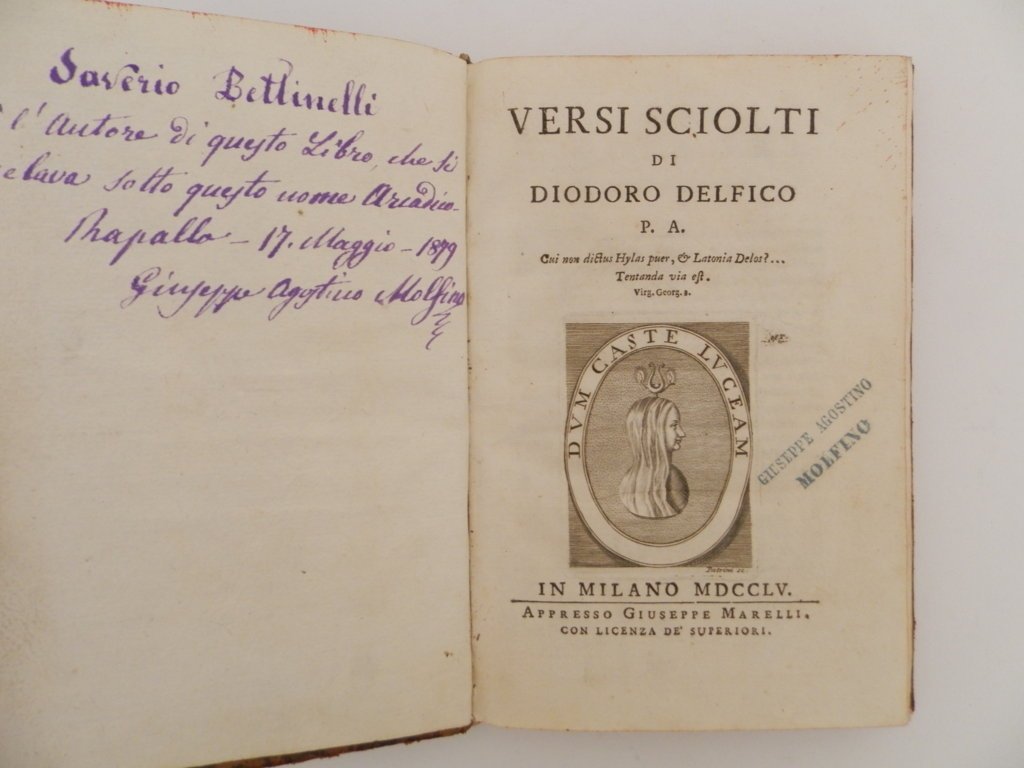 Saverio Bettinelli
l'Autore di questo Libro, che si
celava sotto questo nome Arcadico.
Rapallo - 17. Maggio - 1879
Giuseppe Agostino Molfino
VERSI SCIOLTI
DI
DIODORO DELFICO
P. A.
Cui non dictus Hylas puer, & Latonia Delos?...
Tentanda via est.
Virg. Georg. 3.
DVM CASTE LVCEAM
GIUSEPPE AGOSTINO
MOLFINO
IN MILANO MDCCLV.
APPRESSO GIUSEPPE MARELLI.
CON LICENZA DE' SUPERIORI.